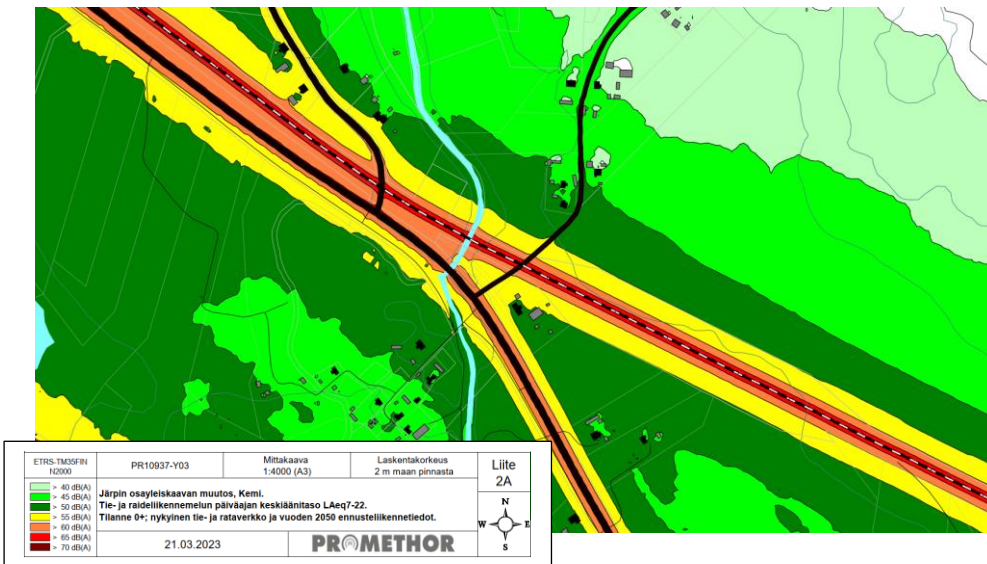 ETRS-TM35FIN
N2000
PR10937-Y03
Mittakaava
1:4000 (A3)
Laskentakorkeus
2 m maan pinnasta
Liite
2A
> 40 dB(A)
> 45 dB(A)
> 50 dB(A)
> 55 dB(A)
> 60 dB(A)
> 65 dB(A)
> 70 dB(A)
Järpin osayleiskaavan muutos, Kemi.
Tie- ja raideliikennemelun päiväajan keskiäänitaso LAeq7-22.
Tilanne 0+; nykyinen tie- ja rataverkko ja vuoden 2050 ennusteliikennetiedot.
N
W E
S
21.03.2023
PROMETHOR